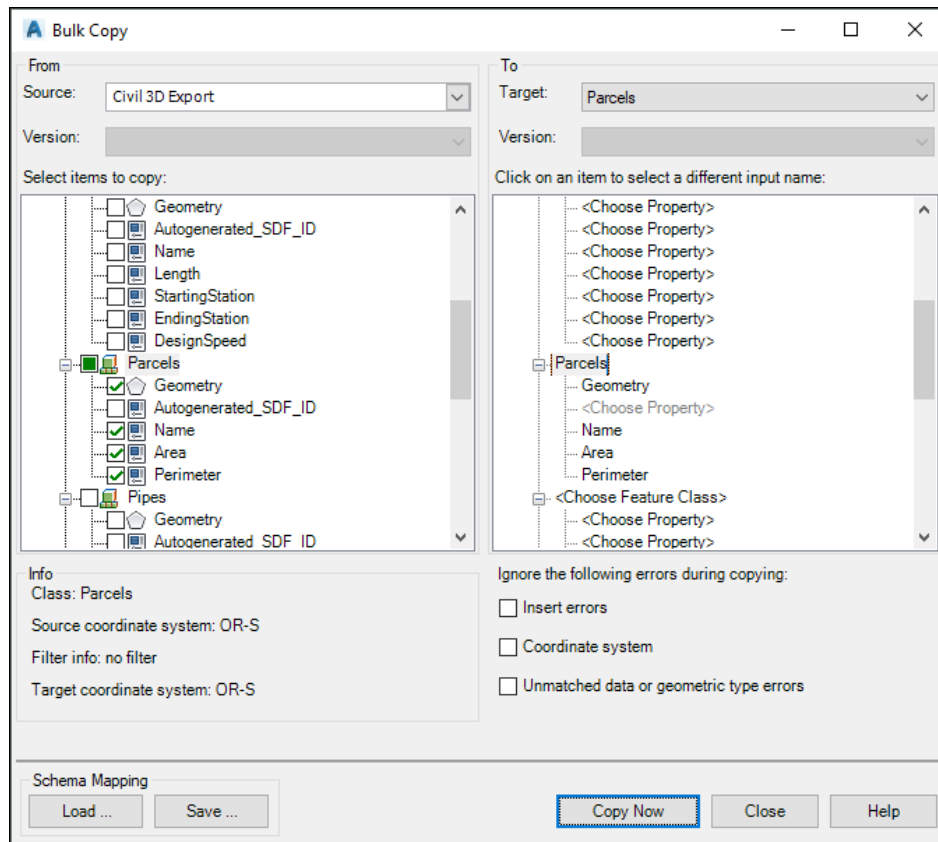 Bulk Copy
From
Source:
Civil 3D Export
Version:
Select items to copy:
Geometry
Autogenerated_SDF_ID
Name
Length
StartingStation
EndingStation
DesignSpeed
Parcels
Geometry
Autogenerated_SDF_ID
Name
Area
Perimeter
Pipes
Geometry
Autogenerated_SDF_ID
To
Target:
Parcels
Version:
Click on an item to select a different input name:
<Choose Property>
<Choose Property>
<Choose Property>
<Choose Property>
<Choose Property>
<Choose Property>
<Choose Property>
Parcels
Geometry
<Choose Property>
Name
Area
Perimeter
<Choose Feature Class>
<Choose Property>
<Choose Property>
Info
Class: Parcels
Source coordinate system: OR-S
Filter info: no filter
Target coordinate system: OR-S
Ignore the following errors during copying:
Insert errors
Coordinate system
Unmatched data or geometric type errors
Schema Mapping
Load ...
Save ...
Copy Now
Close
Help